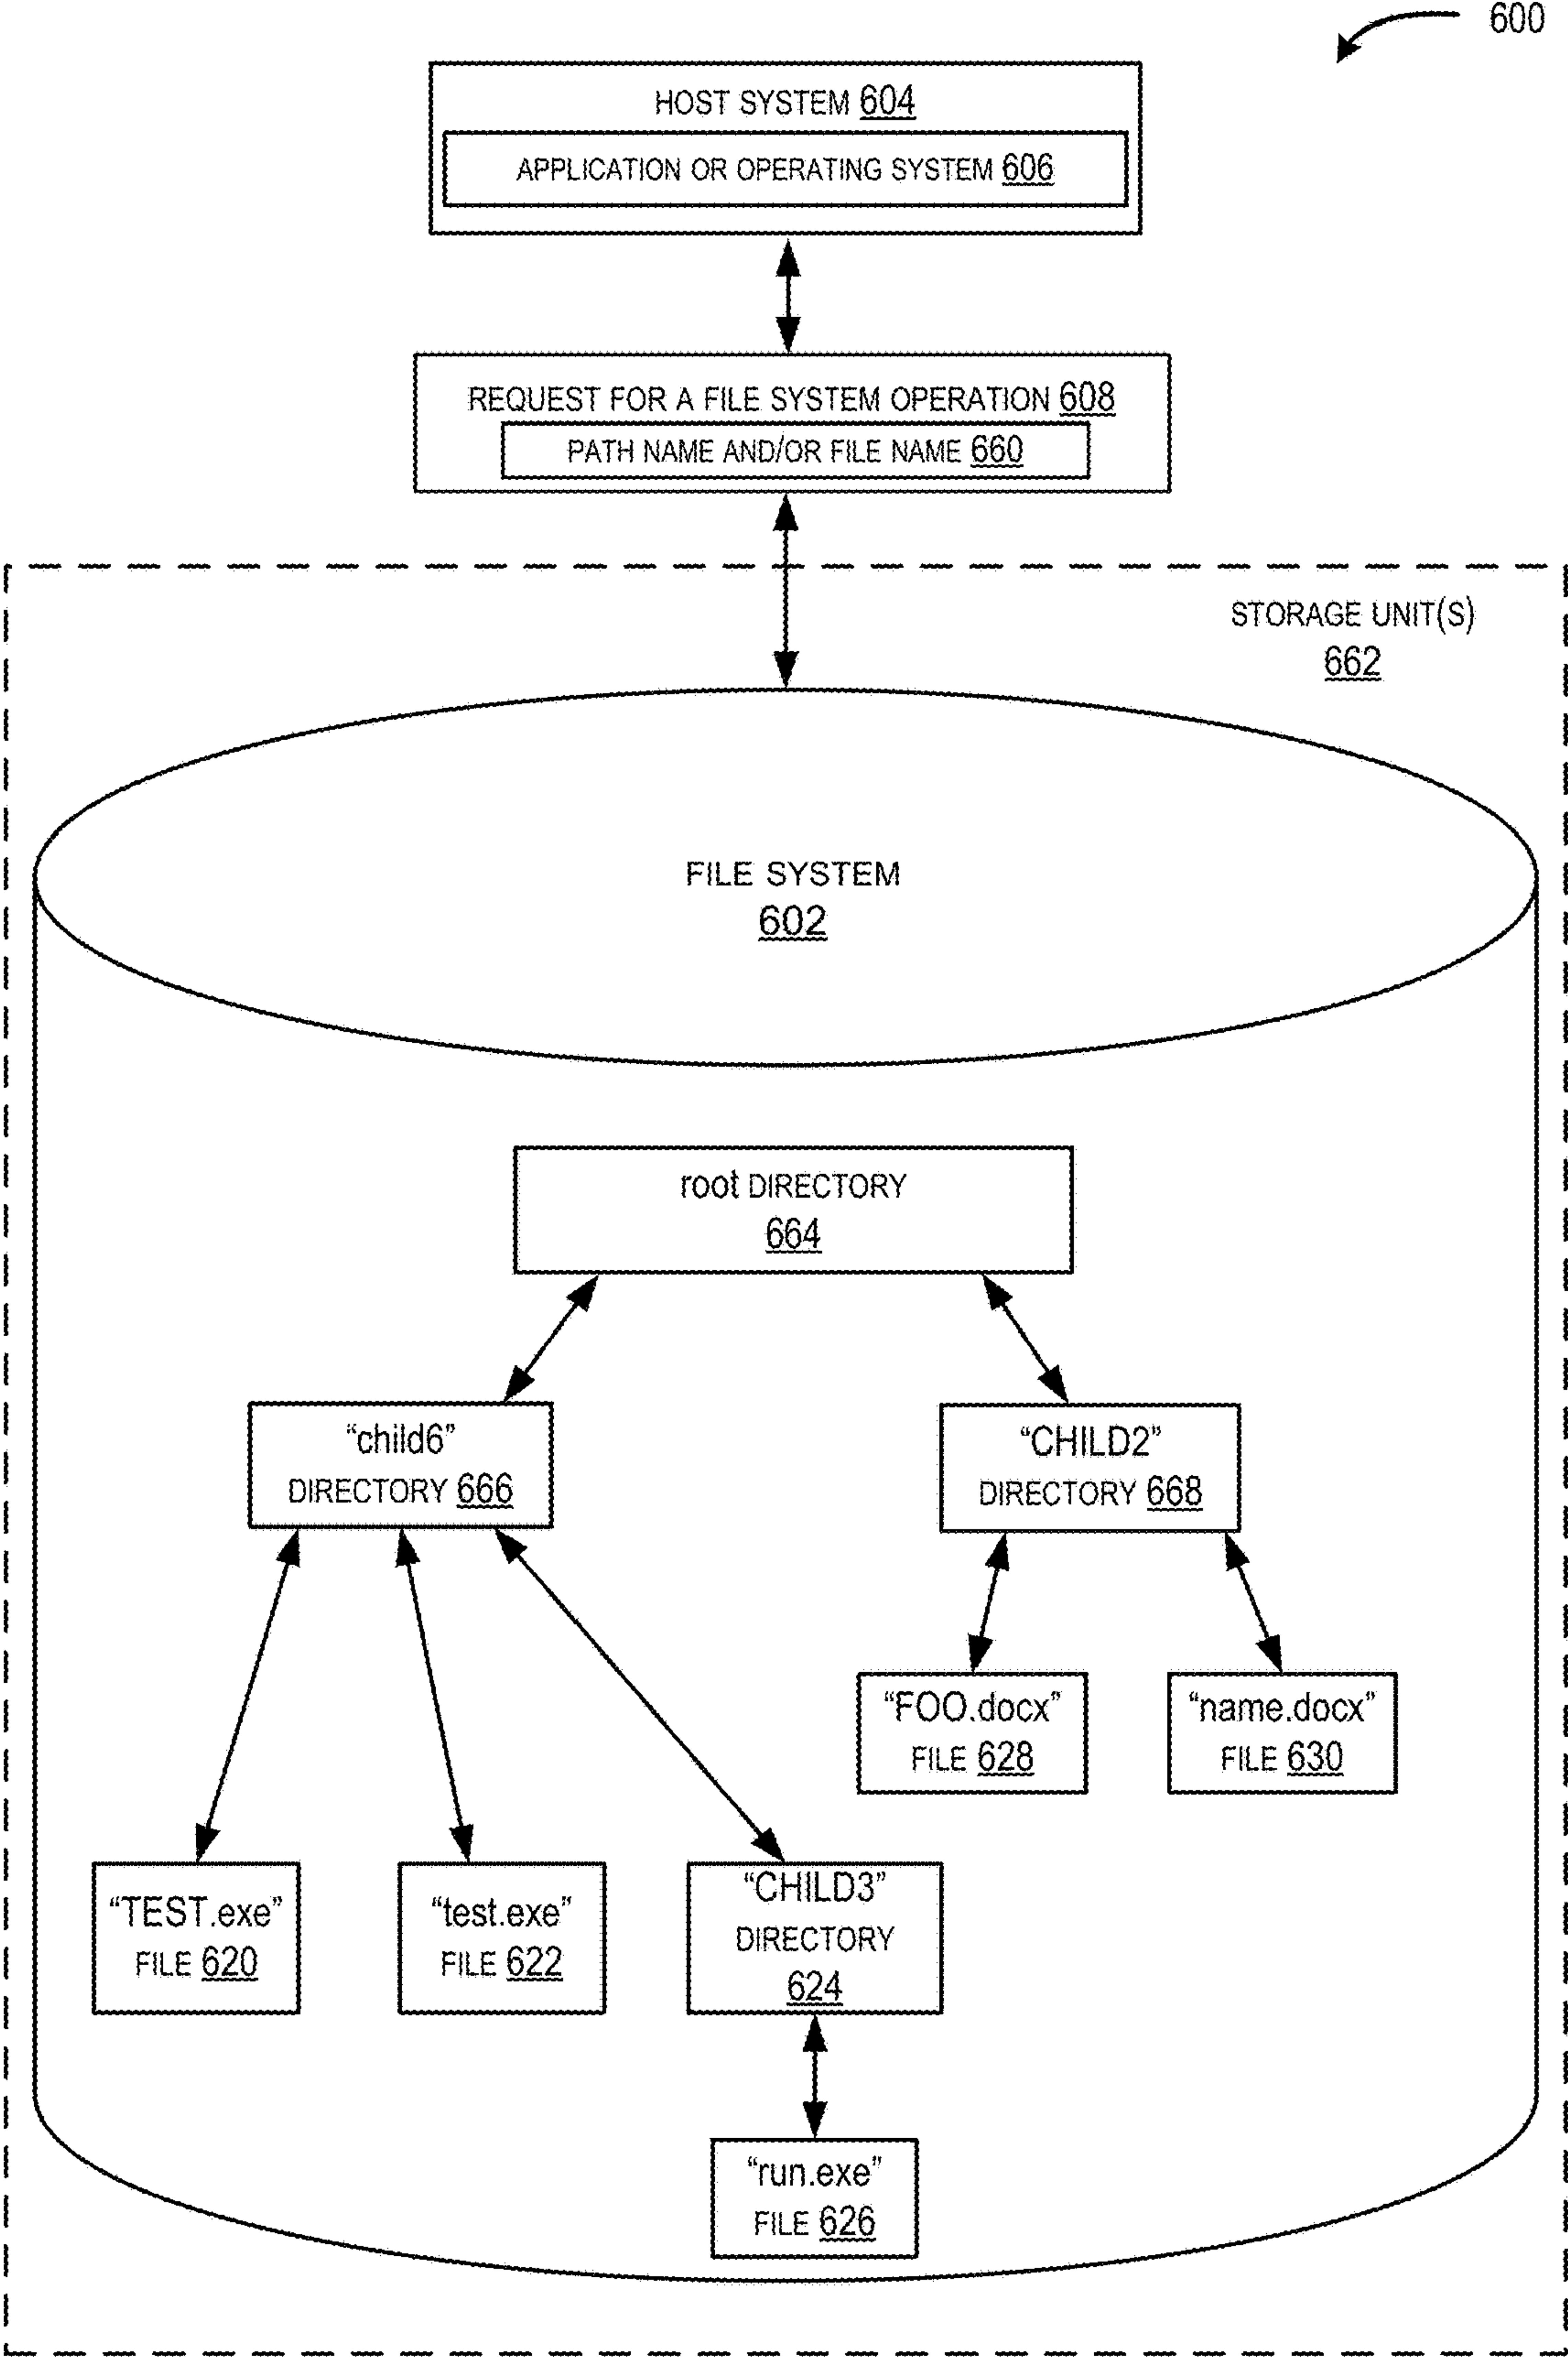 600
HOST SYSTEM 604
APPLICATION OR OPERATING SYSTEM 606
REQUEST FOR A FILE SYSTEM OPERATION 608
PATH NAME AND/OR FILE NAME 660
STORAGE UNIT(S)
662
FILE SYSTEM
602
root DIRECTORY
664
“child6”
DIRECTORY 666
“CHILD2”
DIRECTORY 668
“FOO.docx”
FILE 628
“name.docx”
FILE 630
“TEST.exe”
FILE 620
“test.exe”
FILE 622
“CHILD3”
DIRECTORY
624
“run.exe”
FILE 626